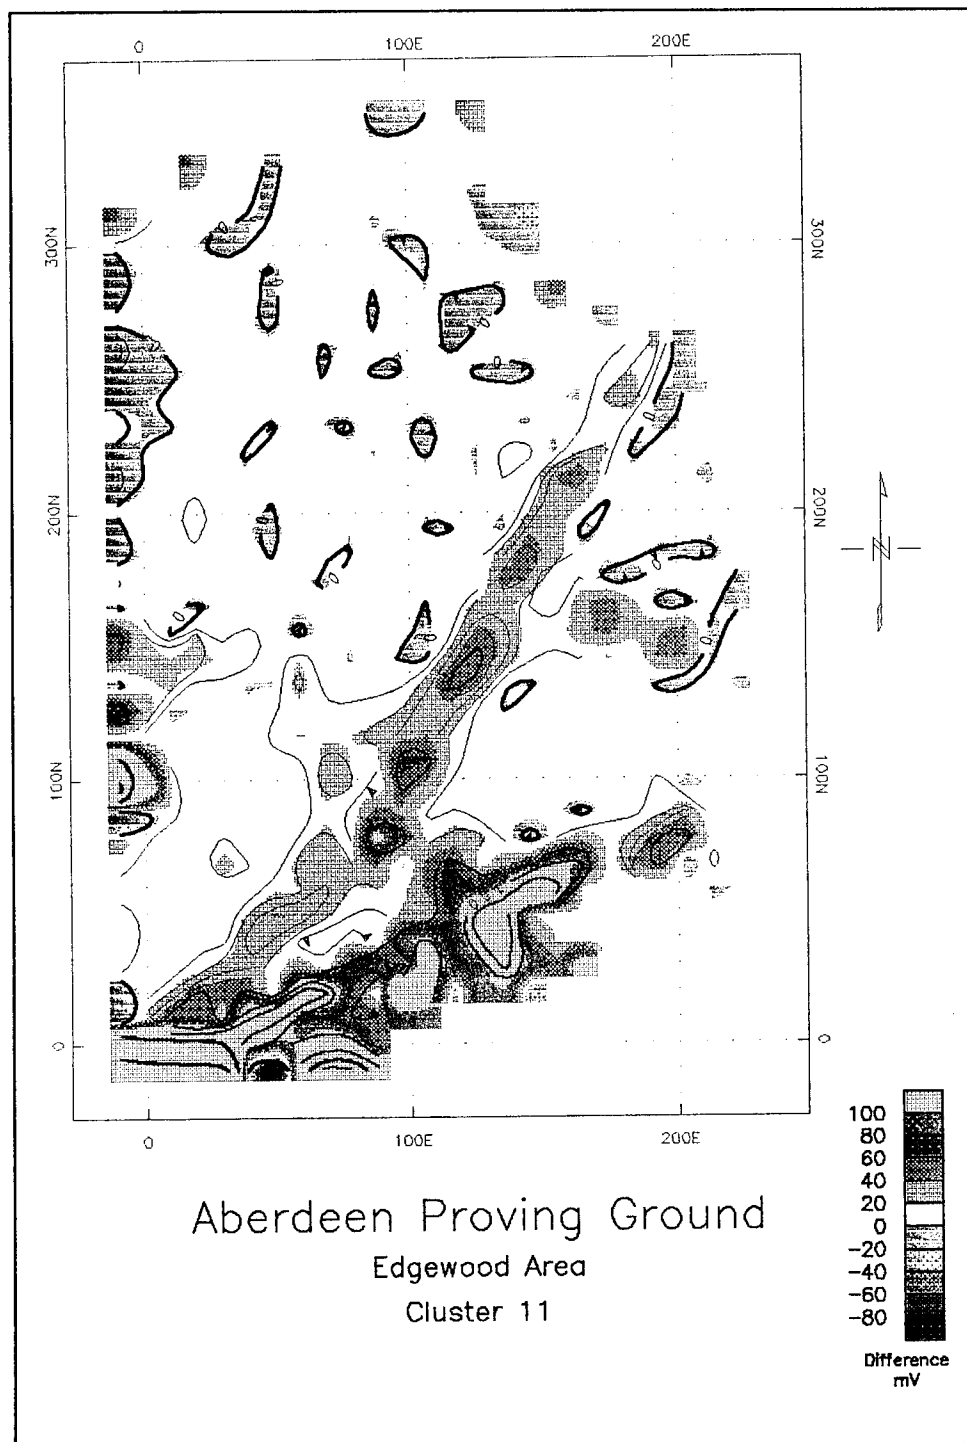 0 100E 200E
300N 300N
200N 200N
100N 100N
0 0
0 100E 200E
N
100
80
60
40
20
0
-20
-40
-60
-80
Difference
mV
Aberdeen Proving Ground
Edgewood Area
Cluster 11